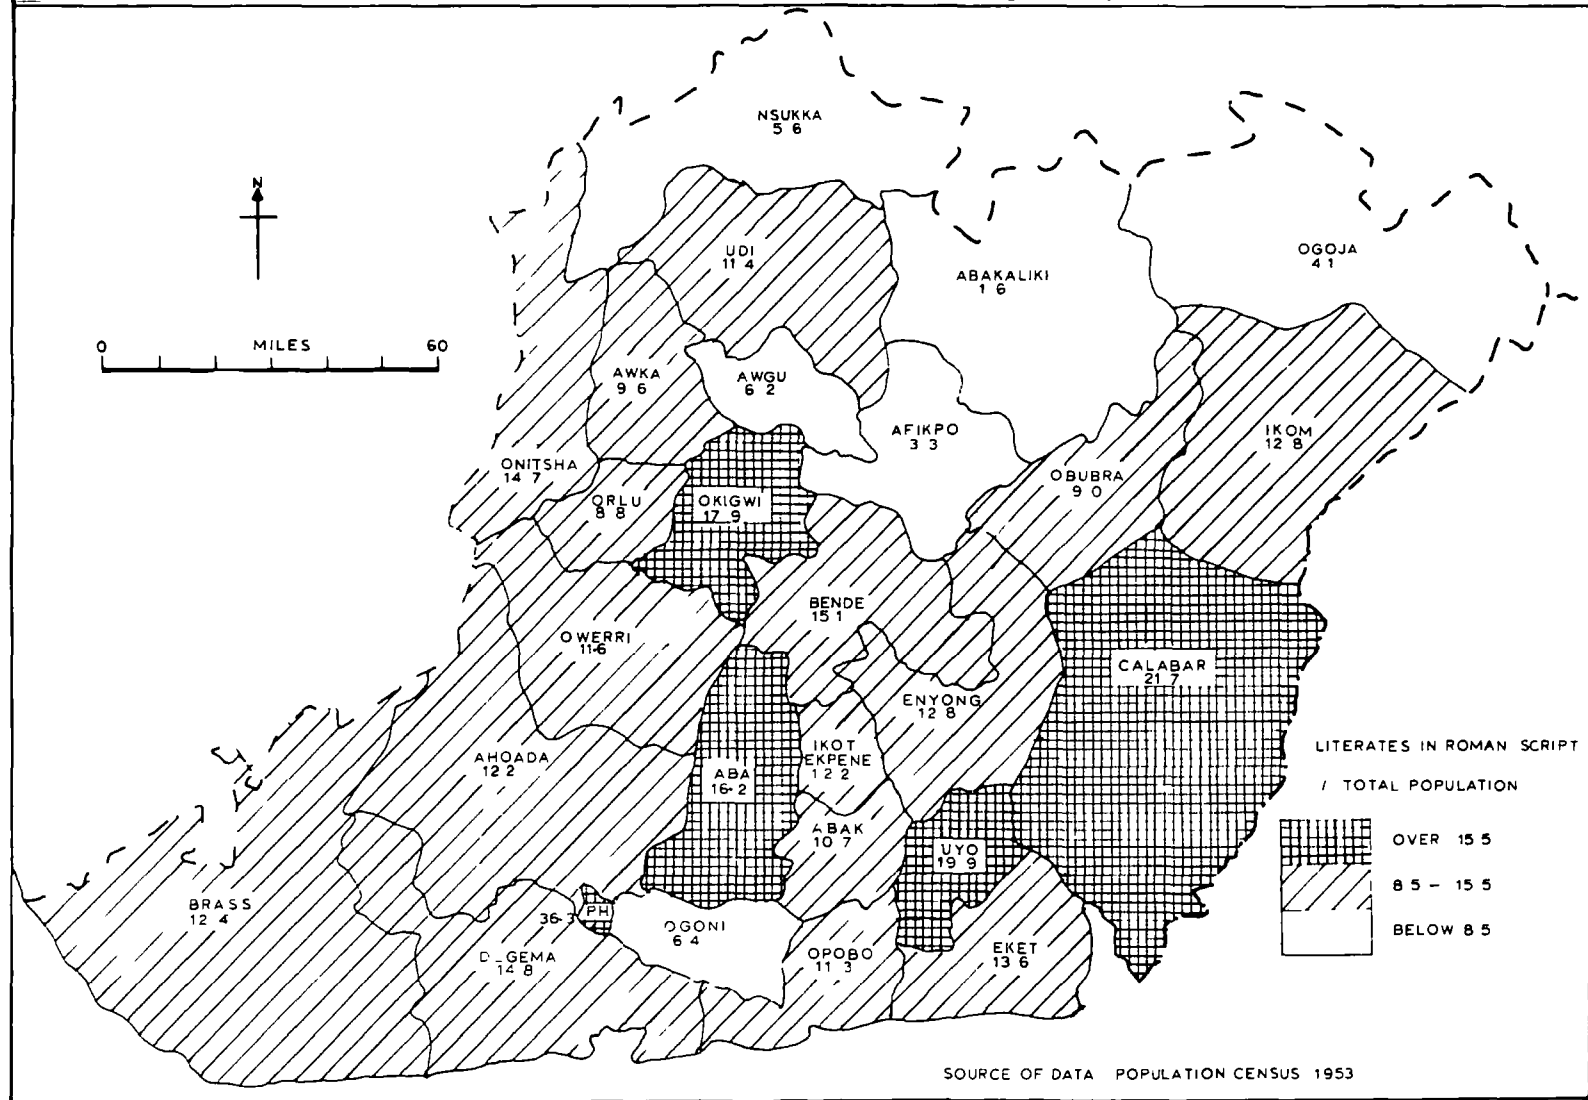 NSUKKA
5 6
N
UDI
11 4
OGOJA
4 1
ABAKALIKI
1 6
0 MILES 60
AWKA
9 6
AWGU
6 2
AFIKPO
3 3
IKOM
12 8
ONITSHA
14 7
OBUBRA
9 0
ORLU
8 8
OKIGWI
17 9
BENDE
15 1
OWERRI
11·6
CALABAR
21 7
ENYONG
12 8
IKOT
EKPENE
12 2
AHOADA
12 2
ABA
16·2
ABAK
10 7
UYO
19 9
BRASS
12 4
36·3 PH
OGONI
6 4
D_GEMA
14 8
OPOBO
11 3
EKET
13 6
LITERATES IN ROMAN SCRIPT
/ TOTAL POPULATION
OVER 15 5
8 5 – 15 5
BELOW 8 5
SOURCE OF DATA POPULATION CENSUS 1953